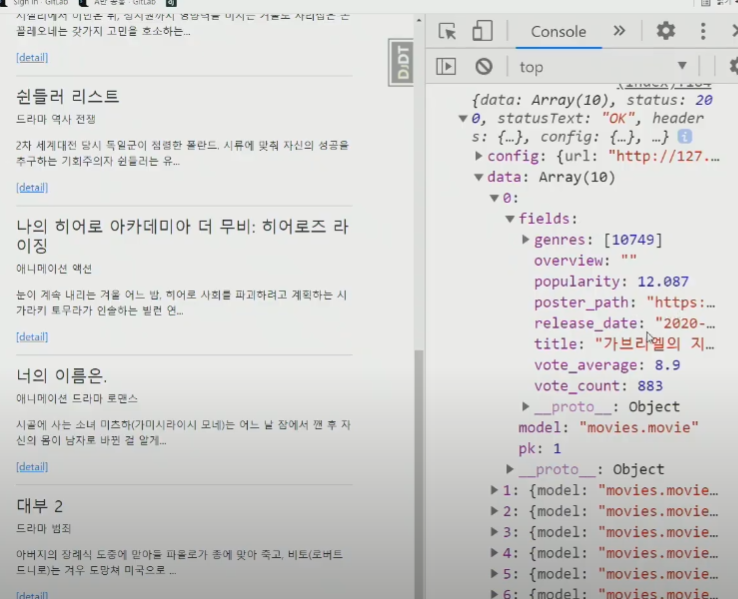 Sign in · GitLab
GitLab
꼴레오네는 갖가지 고민을 호소하는...
[detail]
쉰들러 리스트
드라마 역사 전쟁
2차 세계대전 당시 독일군이 점령한 폴란드. 시류에 맞춰 자신의 성공을
추구하는 기회주의자 쉰들러는 유...
[detail]
나의 히어로 아카데미아 더 무비: 히어로즈 라
이징
애니메이션 액션
눈이 계속 내리는 겨울 어느 밤, 히어로 사회를 파괴하려고 계획하는 시
가라키 토무라가 인솔하는 빌런 연...
[detail]
너의 이름은.
애니메이션 드라마 로맨스
시골에 사는 소녀 미츠하(가미시라이시 모네)는 어느 날 잠에서 깬 후 자
신의 몸이 남자로 바뀐 걸 알게...
[detail]
대부 2
드라마 범죄
아버지의 장례식 도중에 맏아들 파올로가 총에 맞아 죽고, 비토(로버트
드니로)는 겨우 도망쳐 미국으로 ...
[detail]
DJDT
Console
top
{data: Array(10), status: 20
0, statusText: "OK", header
s: {…}, config: {…}, …}
config: {url: "http://127.…
data: Array(10)
0:
fields:
genres: [10749]
overview: ""
popularity: 12.087
poster_path: "https:…
release_date: "2020-…
title: "가브리엘의 지…
vote_average: 8.9
vote_count: 883
__proto__: Object
model: "movies.movie"
pk: 1
__proto__: Object
1: {model: "movies.movie…
2: {model: "movies.movie…
3: {model: "movies.movie…
4: {model: "movies.movie…
5: {model: "movies.movie…
6: {model: "movies.movie…